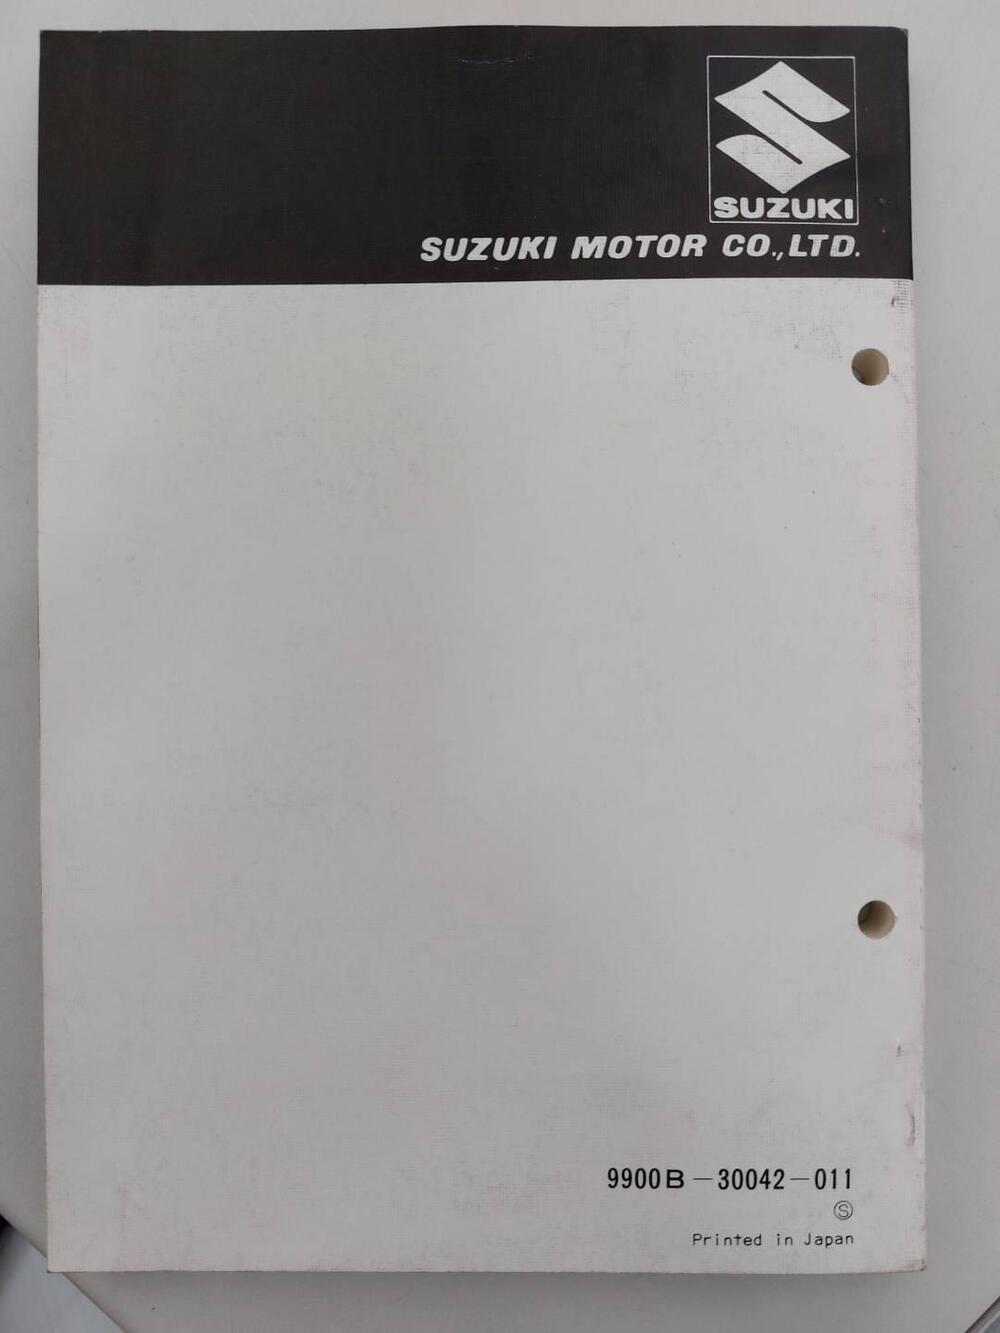 SUZUKI
SUZUKI MOTOR CO.,LTD.
9900B-30042-011
Ⓢ
Printed in Japan